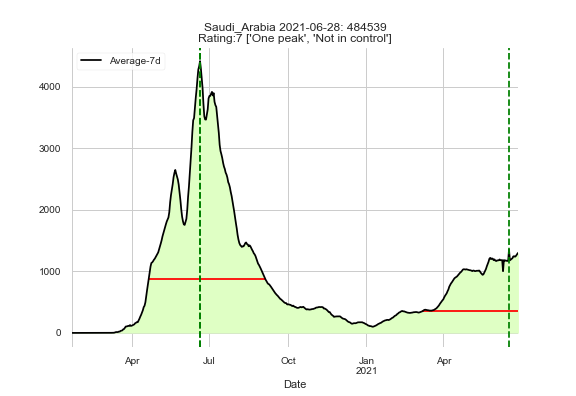 Saudi_Arabia 2021-06-28: 484539
Rating:7 ['One peak', 'Not in control']
Average-7d
4000
3000
2000
1000
0
Apr Jul Oct Jan Apr
2021
Date